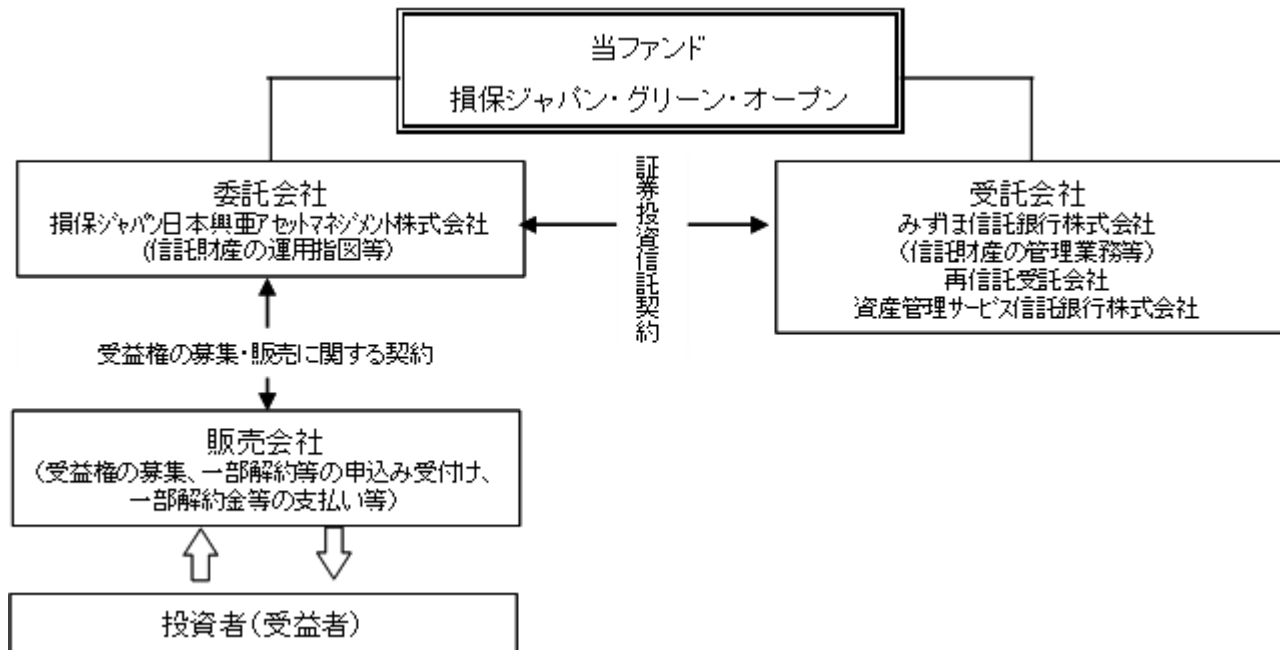 当ファンド
損保ジャパン・グリーン・オープン
委託会社
損保ジャパン日本興亜アセットマネジメント株式会社
(信託財産の運用指図等)
証券投資信託契約
受託会社
みずほ信託銀行株式会社
(信託財産の管理業務等)
再信託受託会社
資産管理サービス信託銀行株式会社
受益権の募集・販売に関する契約
販売会社
(受益権の募集、一部解約等の申込み受付け、
一部解約金等の支払い等)
投資者(受益者)